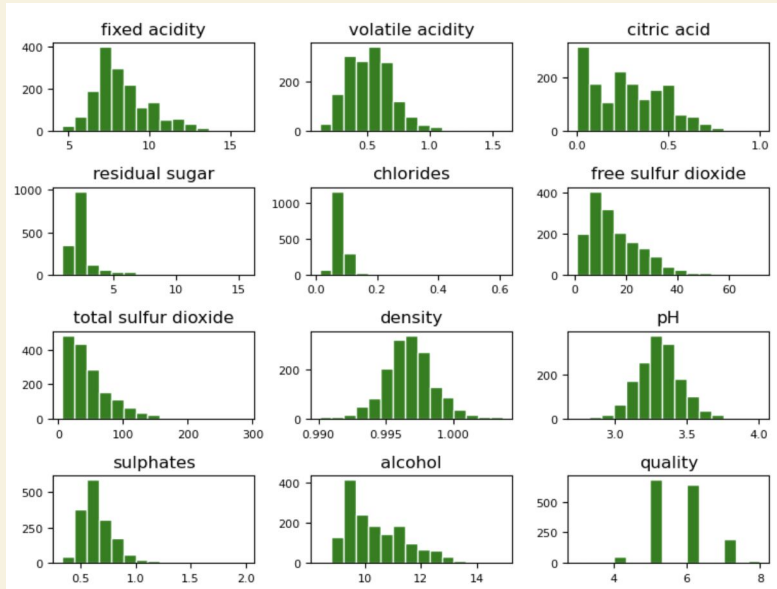 fixed acidity
400
200
0
5 10 15
volatile acidity
200
0
0.5 1.0 1.5
citric acid
200
0
0.0 0.5 1.0
residual sugar
1000
500
0
5 10 15
chlorides
1000
500
0
0.0 0.2 0.4 0.6
free sulfur dioxide
400
200
0
0 20 40 60
total sulfur dioxide
400
200
0
0 100 200 300
density
200
0
0.990 0.995 1.000
pH
200
0
3.0 3.5 4.0
sulphates
500
250
0
0.5 1.0 1.5 2.0
alcohol
400
200
0
10 12 14
quality
500
250
0
4 6 8